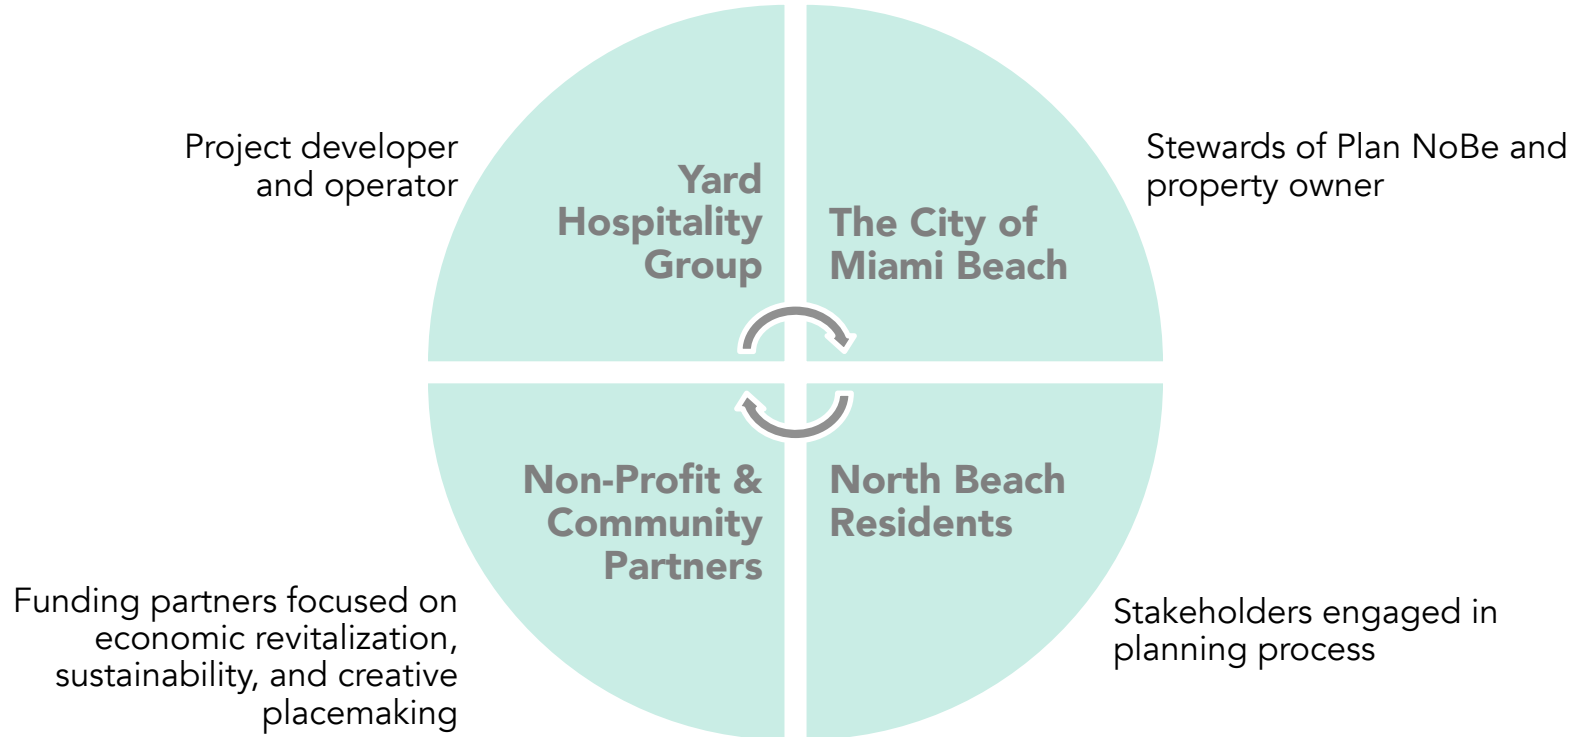 Project developer
and operator
Yard
Hospitality
Group
The City of
Miami Beach
Stewards of Plan NoBe and
property owner
Non-Profit &
Community
Partners
North Beach
Residents
Funding partners focused on
economic revitalization,
sustainability, and creative
placemaking
Stakeholders engaged in
planning process